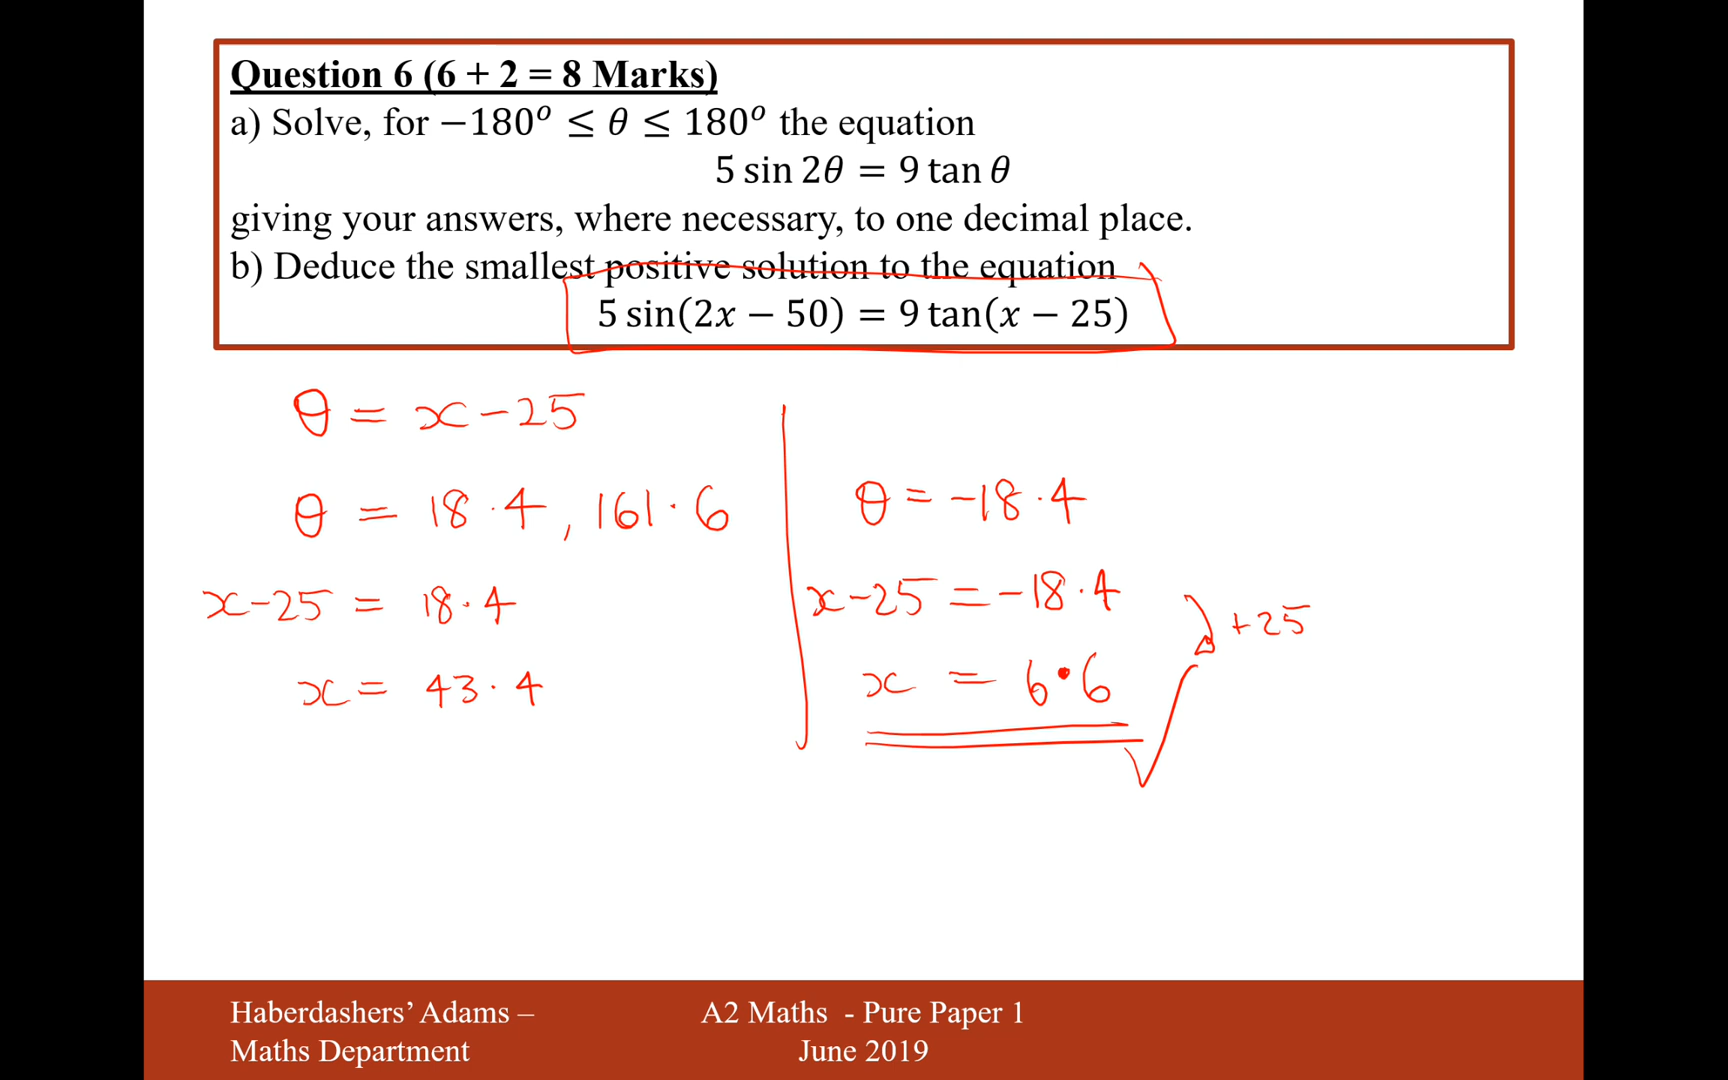 Question 6 (6 + 2 = 8 Marks)
a) Solve, for −180° ≤ θ ≤ 180° the equation
5 sin 2θ = 9 tan θ
giving your answers, where necessary, to one decimal place.
b) Deduce the smallest positive solution to the equation
5 sin(2x − 50) = 9 tan(x − 25)
θ = x - 25
θ = 18.4, 161.6
x-25 = 18.4
x = 43.4
θ = -18.4
x-25 = -18.4
+25
x = 6.6
Haberdashers' Adams –
Maths Department
A2 Maths - Pure Paper 1
June 2019